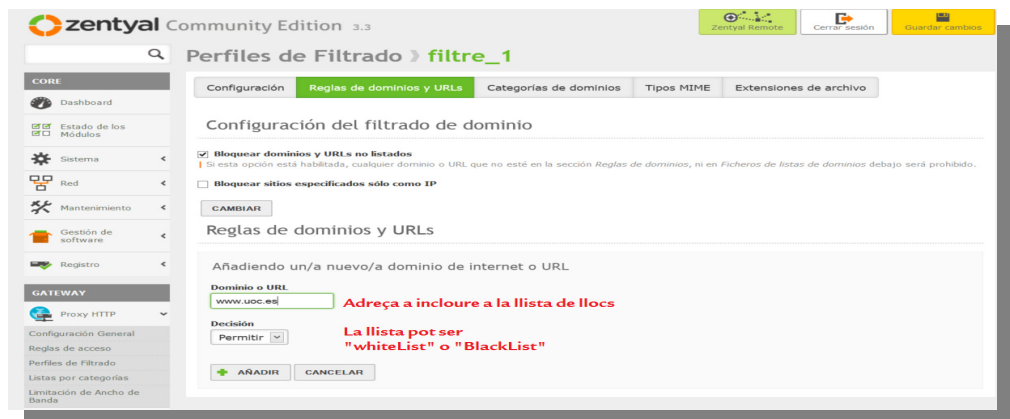 zentyal Community Edition 3.3
Zentyal Remote
Cerrar sesión
Guardar cambios
Perfiles de Filtrado filtre_1
CORE
Dashboard
Estado de los Módulos
Sistema
Red
Mantenimiento
Gestión de software
Registro
GATEWAY
Proxy HTTP
Configuración General
Reglas de acceso
Perfiles de Filtrado
Listas por categorías
Limitación de Ancho de Banda
Configuración
Reglas de dominios y URLs
Categorías de dominios
Tipos MIME
Extensiones de archivo
Configuración del filtrado de dominio
Bloquear dominios y URLs no listados
Si esta opción está habilitada, cualquier dominio o URL que no esté en la sección Reglas de dominios, ni en Ficheros de listas de dominios debajo será prohibido.
Bloquear sitios especificados sólo como IP
CAMBIAR
Reglas de dominios y URLs
Añadiendo un/a nuevo/a dominio de internet o URL
Dominio o URL
www.uoc.es
Adreça a incloure a la llista de llocs
Decisión
Permitir
La llista pot ser
"whiteList" o "BlackList"
AÑADIR
CANCELAR